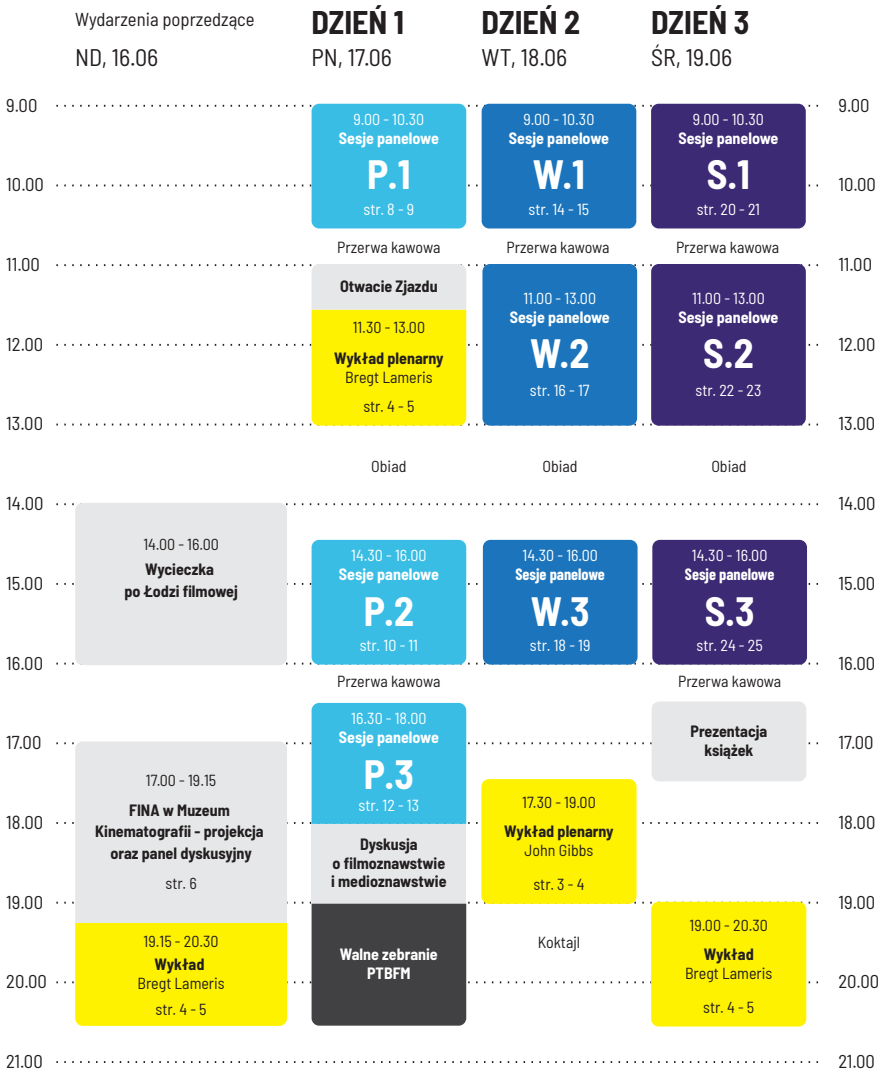 Wydarzenia poprzedzające
ND, 16.06
DZIEŃ 1
PN, 17.06
DZIEŃ 2
WT, 18.06
DZIEŃ 3
ŚR, 19.06
9.00
10.00
11.00
12.00
13.00
14.00
15.00
16.00
17.00
18.00
19.00
20.00
21.00
14.00 - 16.00
Wycieczka
po Łodzi filmowej
17.00 - 19.15
FINA w Muzeum
Kinematografii - projekcja
oraz panel dyskusyjny
str. 6
19.15 - 20.30
Wykład
Bregt Lameris
str. 4 - 5
9.00 - 10.30
Sesje panelowe
P.1
str. 8 - 9
Przerwa kawowa
Otwacie Zjazdu
11.30 - 13.00
Wykład plenarny
Bregt Lameris
str. 4 - 5
Obiad
14.30 - 16.00
Sesje panelowe
P.2
str. 10 - 11
Przerwa kawowa
16.30 - 18.00
Sesje panelowe
P.3
str. 12 - 13
Dyskusja
o filmoznawstwie
i medioznawstwie
Walne zebranie
PTBFM
9.00 - 10.30
Sesje panelowe
W.1
str. 14 - 15
Przerwa kawowa
11.00 - 13.00
Sesje panelowe
W.2
str. 16 - 17
Obiad
14.30 - 16.00
Sesje panelowe
W.3
str. 18 - 19
17.30 - 19.00
Wykład plenarny
John Gibbs
str. 3 - 4
Koktajl
9.00 - 10.30
Sesje panelowe
S.1
str. 20 - 21
Przerwa kawowa
11.00 - 13.00
Sesje panelowe
S.2
str. 22 - 23
Obiad
14.30 - 16.00
Sesje panelowe
S.3
str. 24 - 25
Przerwa kawowa
Prezentacja
książek
19.00 - 20.30
Wykład
Bregt Lameris
str. 4 - 5
9.00
10.00
11.00
12.00
13.00
14.00
15.00
16.00
17.00
18.00
19.00
20.00
21.00